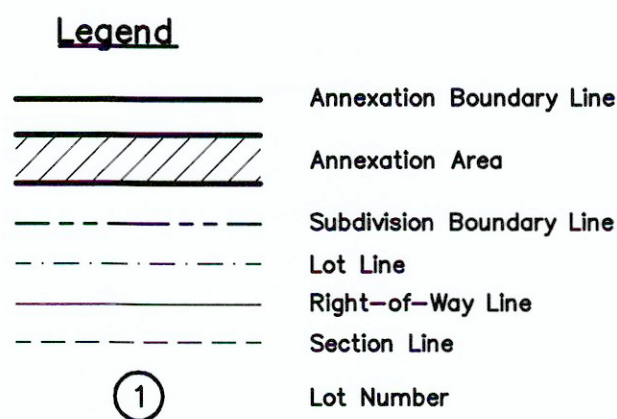 Legend
Annexation Boundary Line
Annexation Area
Subdivision Boundary Line
Lot Line
Right-of-Way Line
Section Line
1 Lot Number